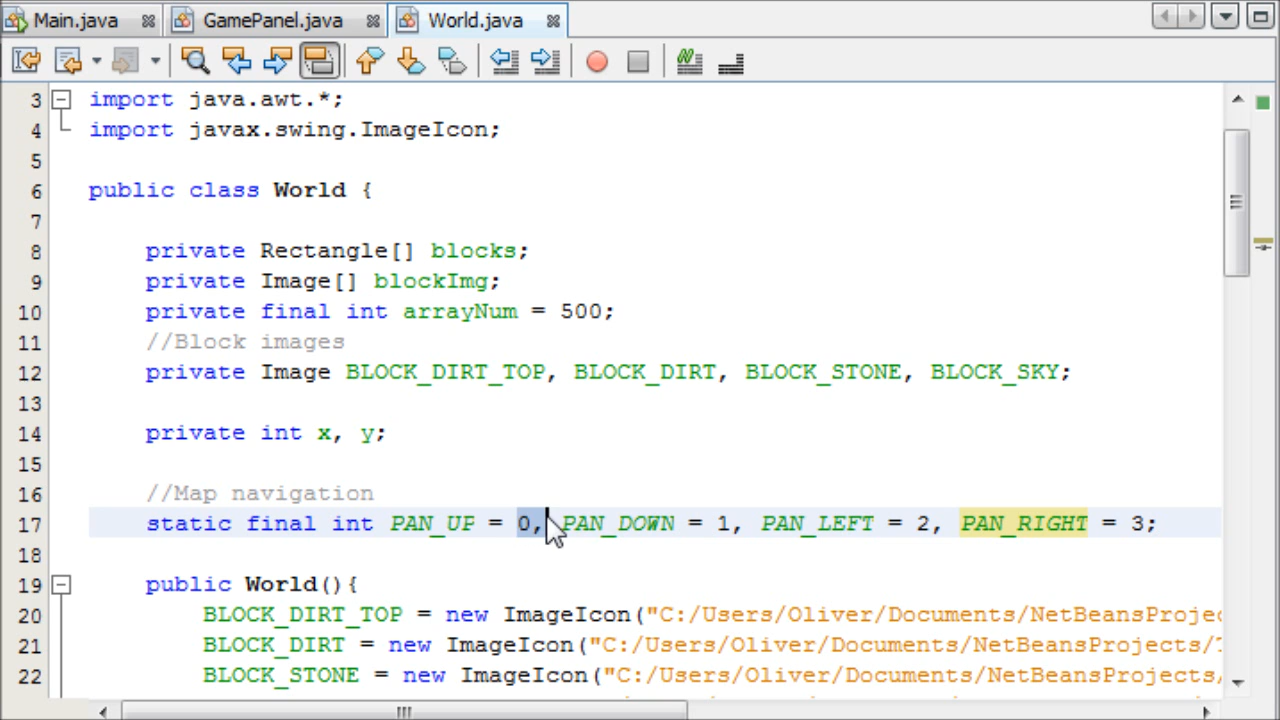 Main.java GamePanel.java World.java
3 import java.awt.*;
4 import javax.swing.ImageIcon;
5
6 public class World {
7
8 private Rectangle[] blocks;
9 private Image[] blockImg;
10 private final int arrayNum = 500;
11 //Block images
12 private Image BLOCK_DIRT_TOP, BLOCK_DIRT, BLOCK_STONE, BLOCK_SKY;
13
14 private int x, y;
15
16 //Map navigation
17 static final int PAN_UP = 0, PAN_DOWN = 1, PAN_LEFT = 2, PAN_RIGHT = 3;
18
19 public World(){
20 BLOCK_DIRT_TOP = new ImageIcon("C:/Users/Oliver/Documents/NetBeansProjec
21 BLOCK_DIRT = new ImageIcon("C:/Users/Oliver/Documents/NetBeansProjects/
22 BLOCK_STONE = new ImageIcon("C:/Users/Oliver/Documents/NetBeansProjects/